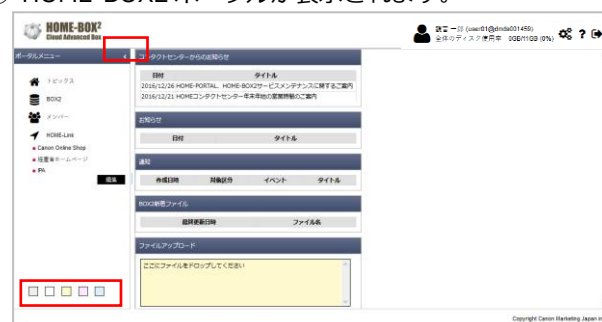 HOME-BOX² ポータルが表示されます。
HOME-BOX²
Cloud Advanced Box
一郎 (user01@dmda001459)
全体のディスク使用率 0GB/11GB (0%)
ポータルメニュー
トピックス
BOX2
メンバー
HOME-Link
Canon Online Shop
ホームページ
IPA
編集
コンタクトセンターからのお知らせ
日付 タイトル
2016/12/26 HOME-PORTAL、HOME-BOX2サービスメンテナンスに関するご案内
2016/12/21 HOMEコンタクトセンター年末年始の営業時間のご案内
お知らせ
日付 タイトル
通知
作成日時 対象区分 イベント タイトル
BOX2新着ファイル
最終更新日時 ファイル名
ファイルアップロード
ここにファイルをドロップしてください
Copyright Canon Marketing Japan In